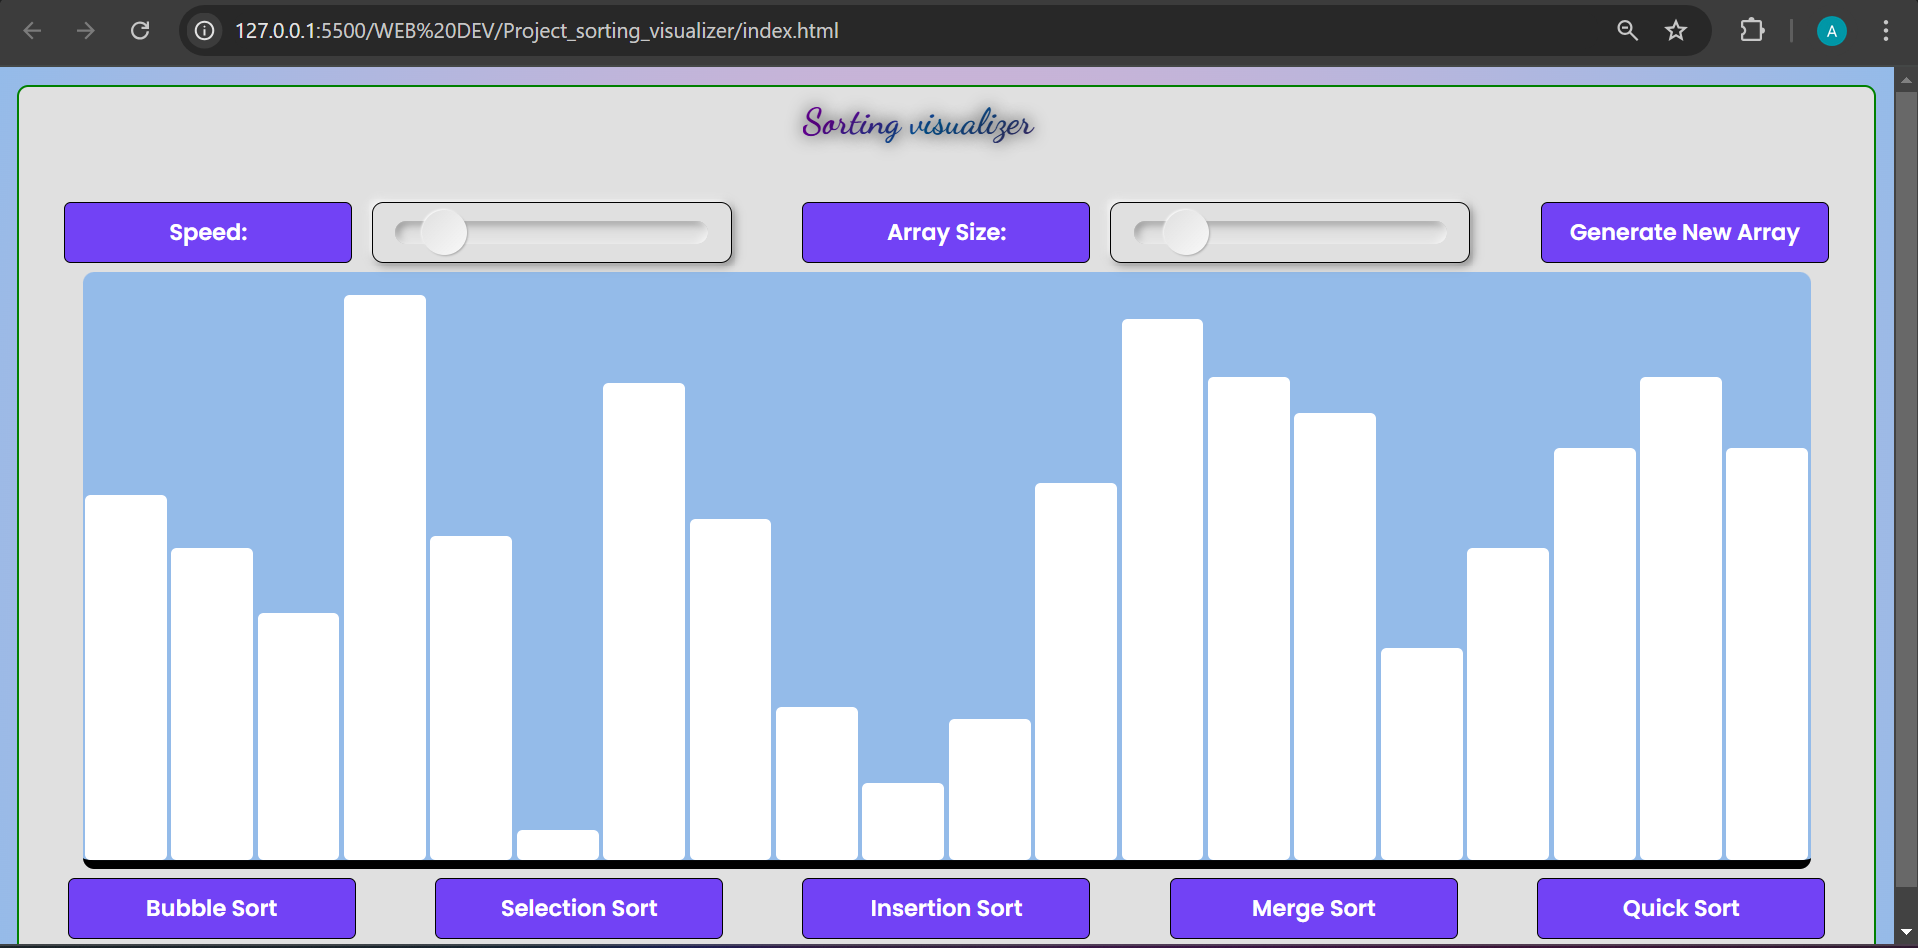 127.0.0.1:5500/WEB%20DEV/Project_sorting_visualizer/index.html
A
Sorting visualizer
Speed:
Array Size:
Generate New Array
Bubble Sort
Selection Sort
Insertion Sort
Merge Sort
Quick Sort